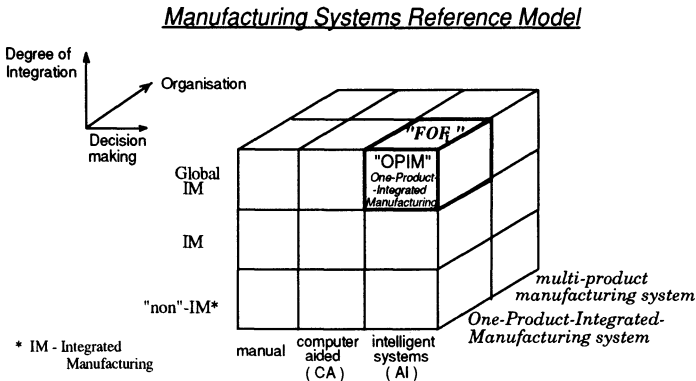 Manufacturing Systems Reference Model
Degree of
Integration
Organisation
Decision
making
"FOF
"
"OPIM"
One-Product-
-Integrated
Manufacturing
Global
IM
IM
"non"-IM*
multi-product
manufacturing system
One-Product-Integrated-
Manufacturing system
* IM - Integrated
Manufacturing
manual
computer
aided
( CA )
intelligent
systems
( AI )